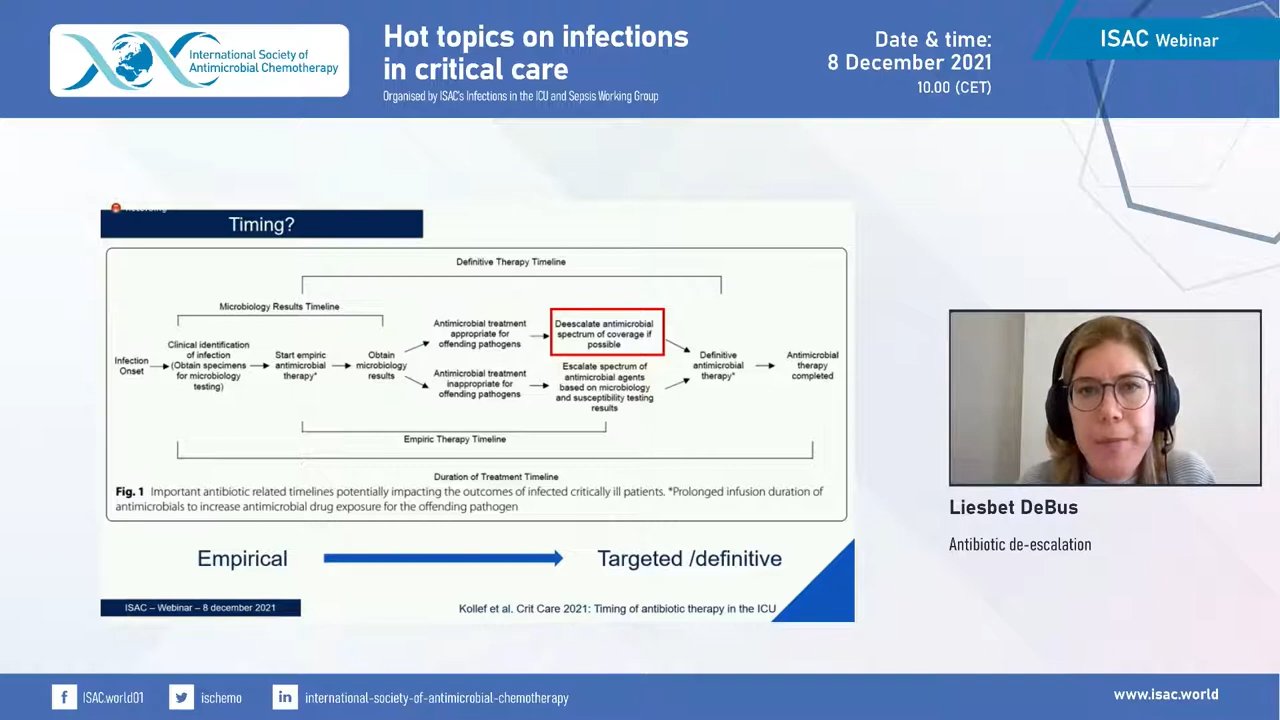 International Society of
Antimicrobial Chemotherapy
Hot topics on infections
in critical care
Organised by ISAC's Infections in the ICU and Sepsis Working Group
Date & time:
8 December 2021
10.00 (CET)
ISAC Webinar
Timing?
Definitive Therapy Timeline
Microbiology Results Timeline
Infection
Onset
Clinical identification
of infection
(Obtain specimens
for microbiology
testing)
Start empiric
antimicrobial
therapy*
Obtain
microbiology
results
Antimicrobial treatment
appropriate for
offending pathogens
Antimicrobial treatment
inappropriate for
offending pathogens
Deescalate antimicrobial
spectrum of coverage if
possible
Escalate spectrum of
antimicrobial agents
based on microbiology
and susceptibility testing
results
Definitive
antimicrobial
therapy*
Antimicrobial
therapy
completed
Empiric Therapy Timeline
Duration of Treatment Timeline
Fig. 1 Important antibiotic related timelines potentially impacting the outcomes of infected critically ill patients. *Prolonged infusion duration of
antimicrobials to increase antimicrobial drug exposure for the offending pathogen
Empirical
Targeted /definitive
ISAC – Webinar – 8 december 2021
Kollef et al. Crit Care 2021: Timing of antibiotic therapy in the ICU
Liesbet DeBus
Antibiotic de-escalation
ISAC.world01
ischemo
international-society-of-antimicrobial-chemotherapy
www.isac.world